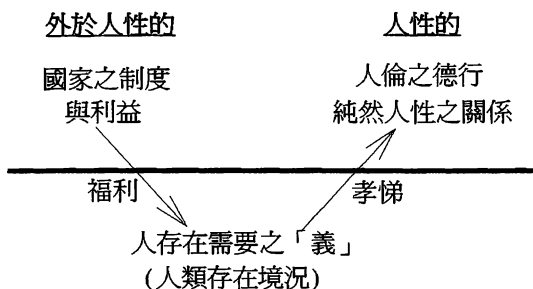 外於人性的 人性的
國家之制度 人倫之德行
與利益 純然人性之關係
福利 孝悌
人存在需要之「義」
(人類存在境況)